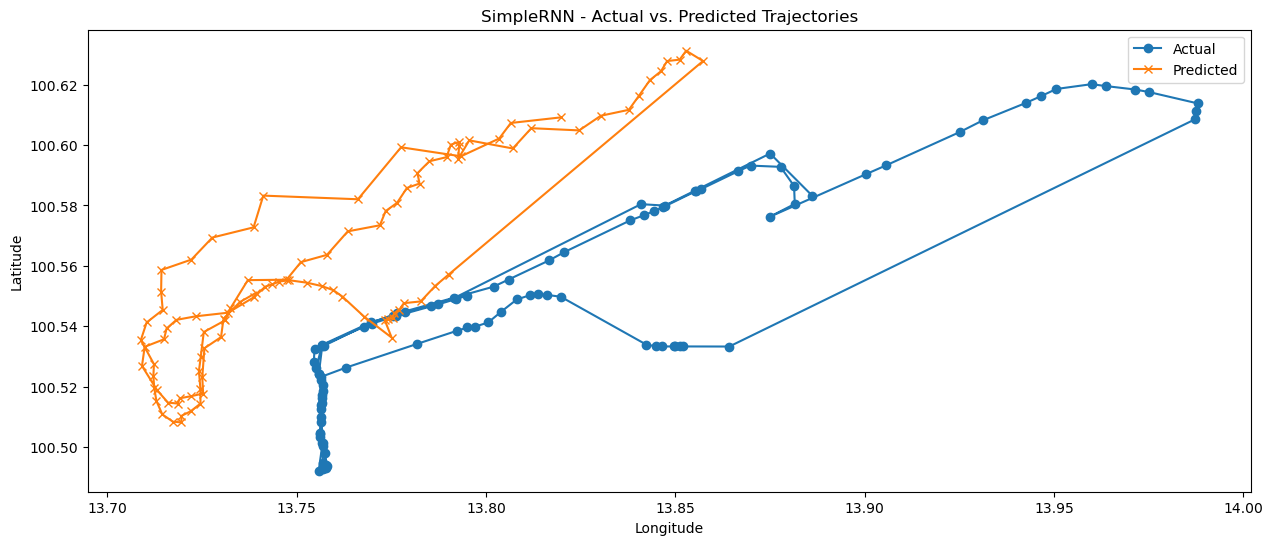 SimpleRNN - Actual vs. Predicted Trajectories
Actual
Predicted
100.62
100.60
100.58
100.56
100.54
100.52
100.50
Latitude
13.70
13.75
13.80
13.85
13.90
13.95
14.00
Longitude